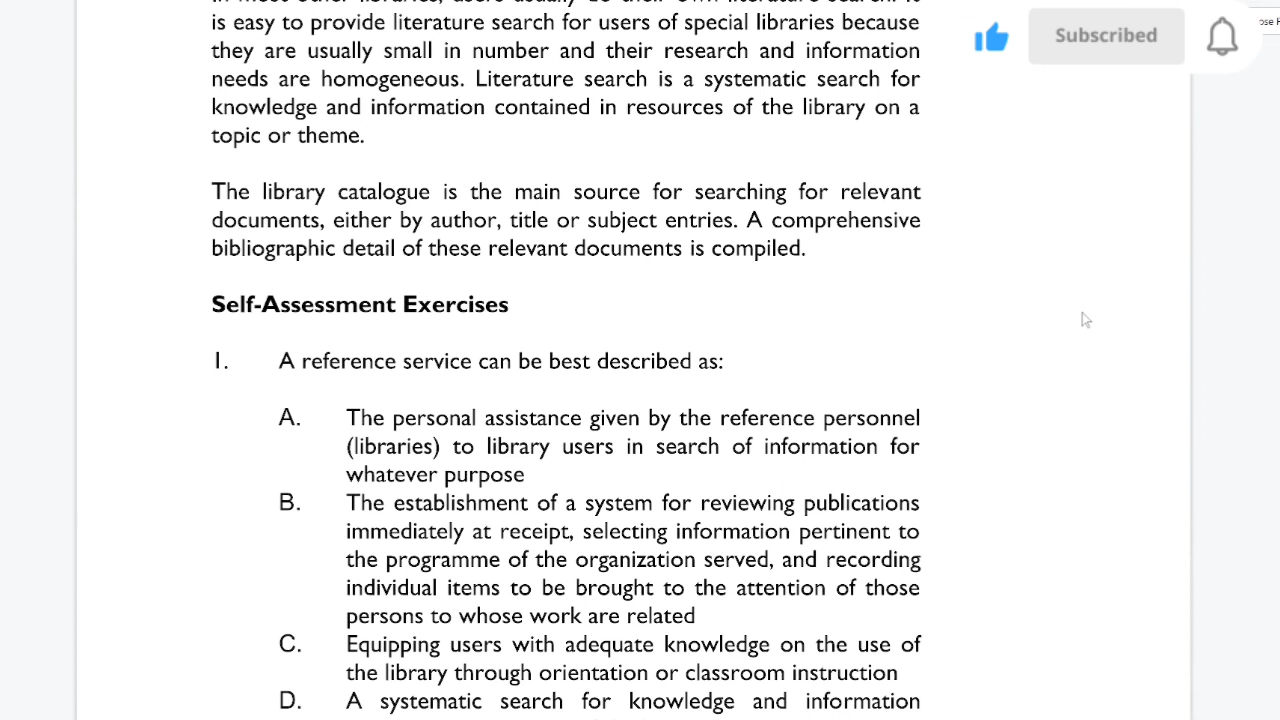 is easy to provide literature search for users of special libraries because
they are usually small in number and their research and information
needs are homogeneous. Literature search is a systematic search for
knowledge and information contained in resources of the library on a
topic or theme.
The library catalogue is the main source for searching for relevant
documents, either by author, title or subject entries. A comprehensive
bibliographic detail of these relevant documents is compiled.
Self-Assessment Exercises
1. A reference service can be best described as:
A. The personal assistance given by the reference personnel
(libraries) to library users in search of information for
whatever purpose
B. The establishment of a system for reviewing publications
immediately at receipt, selecting information pertinent to
the programme of the organization served, and recording
individual items to be brought to the attention of those
persons to whose work are related
C. Equipping users with adequate knowledge on the use of
the library through orientation or classroom instruction
D. A systematic search for knowledge and information
Subscribed